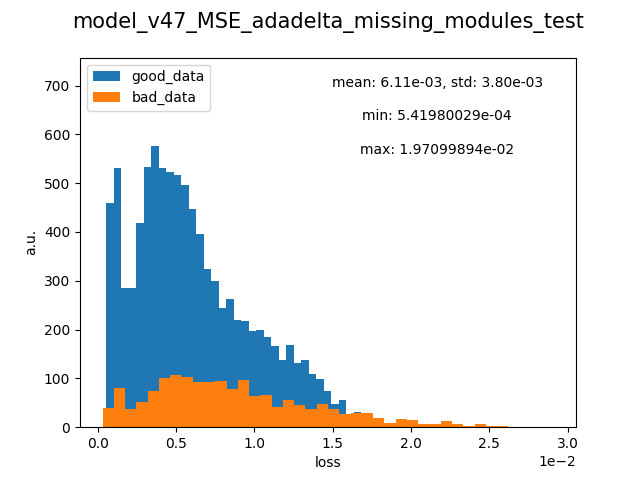 model_v47_MSE_adadelta_missing_modules_test
good_data
bad_data
mean: 6.11e-03, std: 3.80e-03
min: 5.41980029e-04
max: 1.97099894e-02
a.u.
700
600
500
400
300
200
100
0
0.0 0.5 1.0 1.5 2.0 2.5 3.0
1e−2
loss